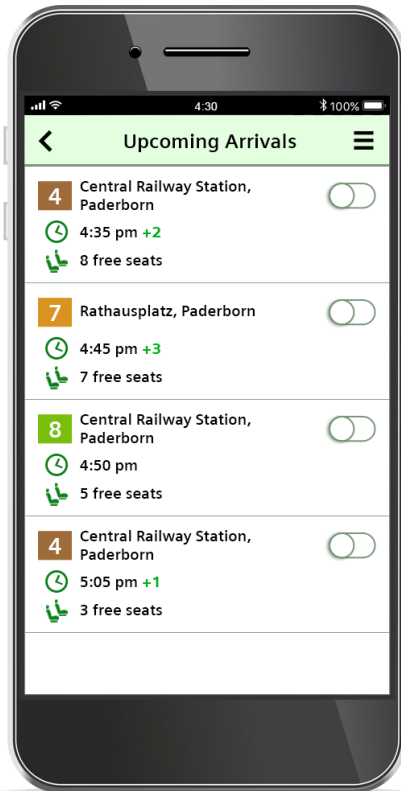 4:30 100%
Upcoming Arrivals
4 Central Railway Station,
Paderborn
4:35 pm +2
8 free seats
7 Rathausplatz, Paderborn
4:45 pm +3
7 free seats
8 Central Railway Station,
Paderborn
4:50 pm
5 free seats
4 Central Railway Station,
Paderborn
5:05 pm +1
3 free seats